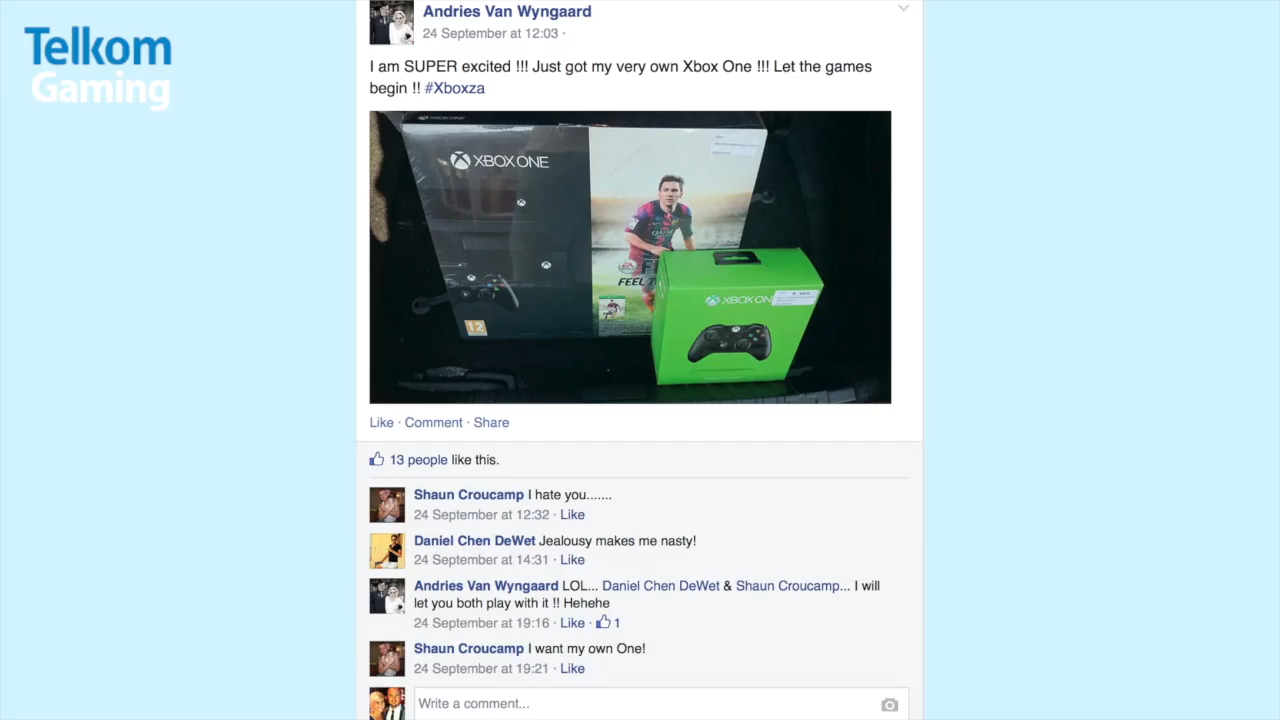 Telkom
Gaming
Andries Van Wyngaard
24 September at 12:03 ·
I am SUPER excited !!! Just got my very own Xbox One !!! Let the games
begin !! #Xboxza
XBOX ONE
XBOX ONE
12
EA
FEEL
XBOX ON
Like · Comment · Share
13 people like this.
Shaun Croucamp I hate you.......
24 September at 12:32 · Like
Daniel Chen DeWet Jealousy makes me nasty!
24 September at 14:31 · Like
Andries Van Wyngaard LOL... Daniel Chen DeWet & Shaun Croucamp... I will
let you both play with it !! Hehehe
24 September at 19:16 · Like · 1
Shaun Croucamp I want my own One!
24 September at 19:21 · Like
Write a comment...